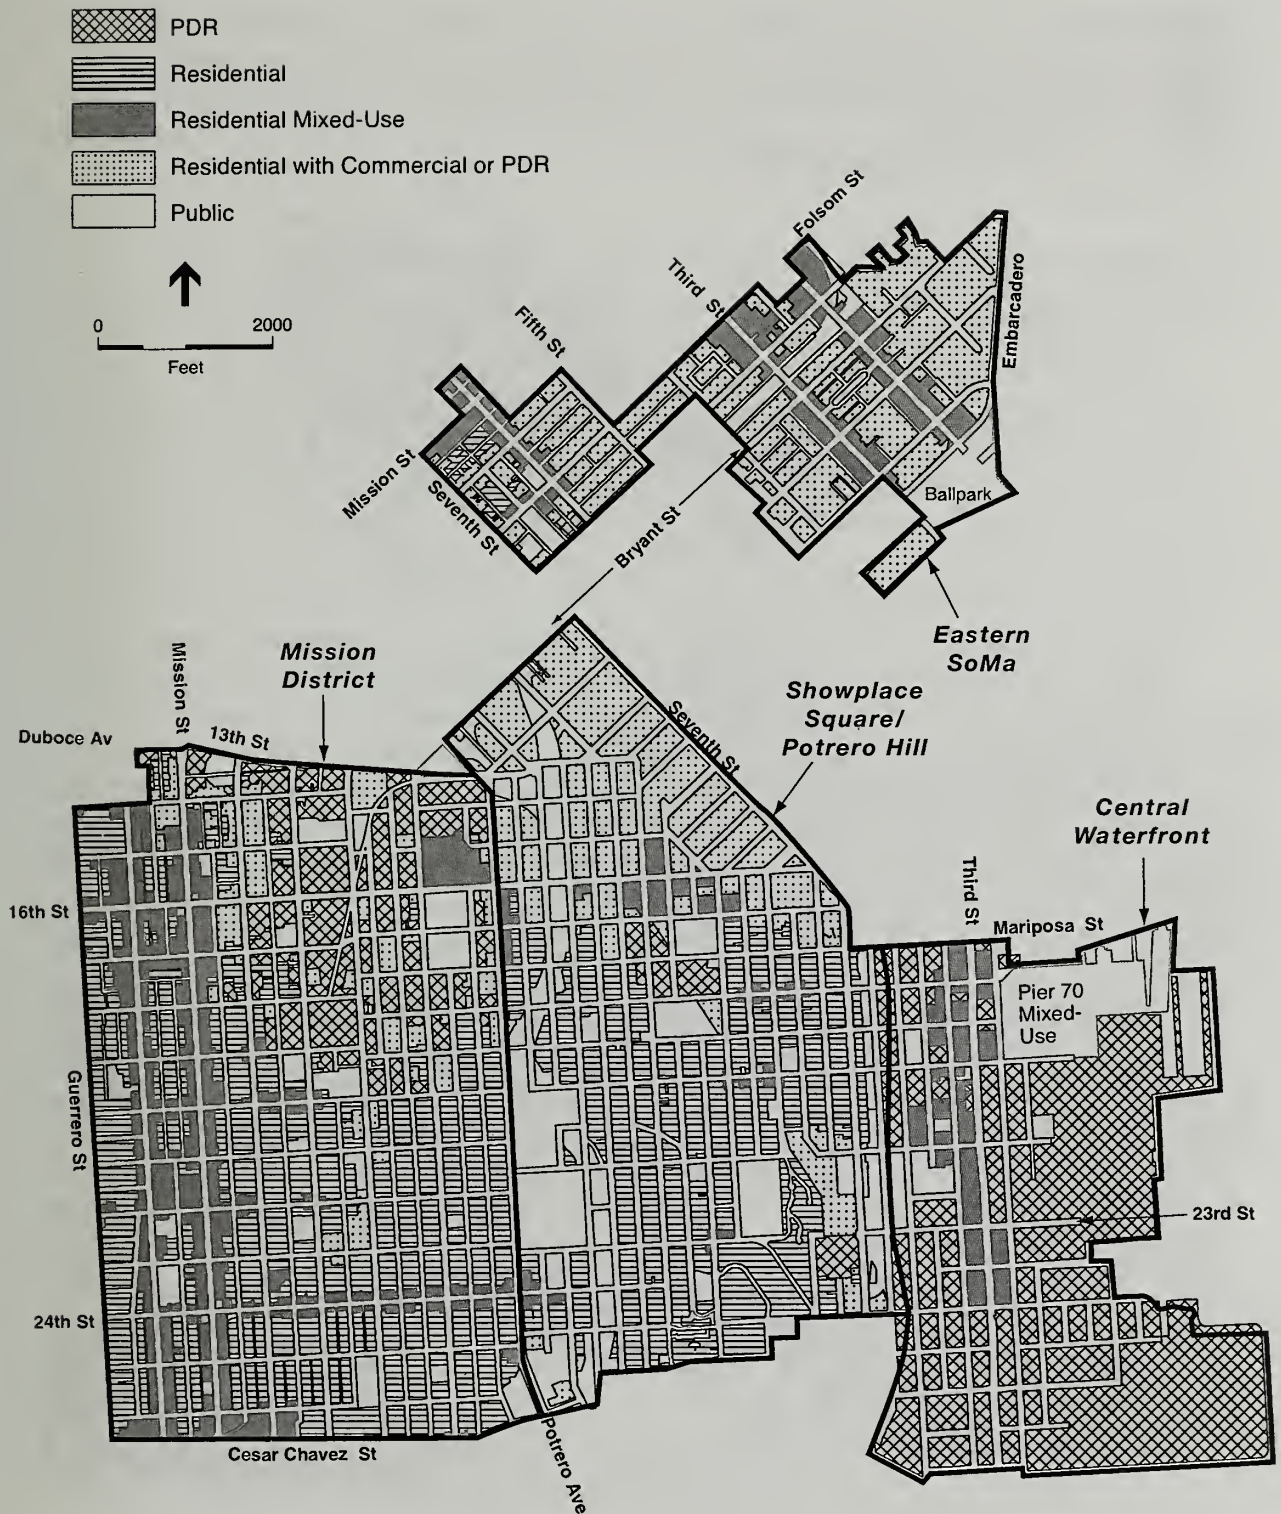 PDR
Residential
Residential Mixed-Use
Residential with Commercial or PDR
Public
0 2000
Feet
Folsom St
Third St
Fifth St
Embarcadero
Mission St
Seventh St
Ballpark
Bryant St
Eastern
SoMa
Mission St
Mission
District
Showplace
Square/
Potrero Hill
Seventh St
Duboce Av
13th St
Central
Waterfront
16th St
Third St
Mariposa St
Pier 70
Mixed-
Use
Guerrero St
23rd St
24th St
Cesar Chavez St
Potrero Ave